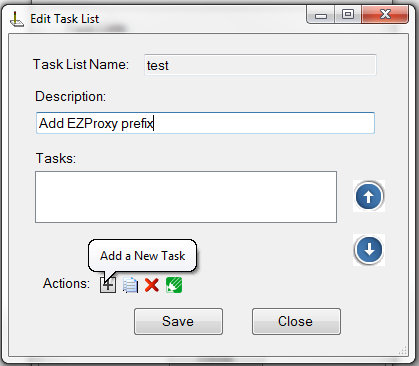 Edit Task List
Task List Name: test
Description:
Add EZProxy prefix
Tasks:
Add a New Task
Actions:
Save Close